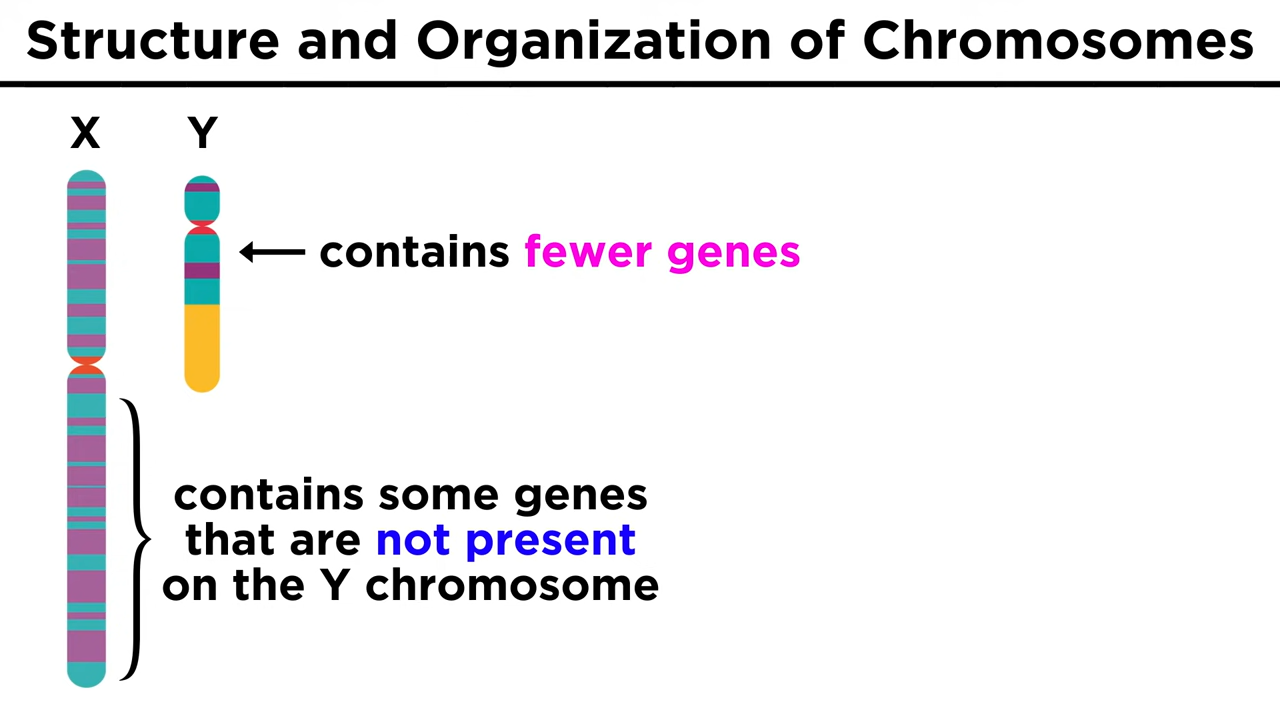 Structure and Organization of Chromosomes
X Y
contains fewer genes
contains some genes
that are not present
on the Y chromosome